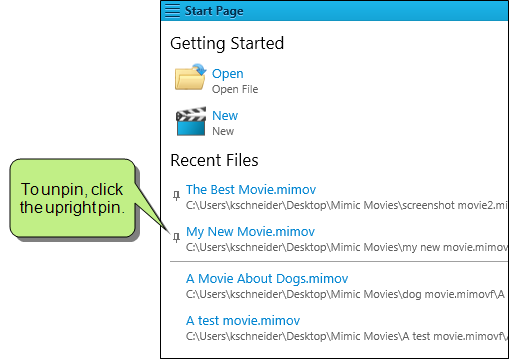 Start Page
Getting Started
Open
Open File
New
New
Recent Files
To unpin, click
the upright pin.
The Best Movie.mimov
C:\Users\kschneider\Desktop\Mimic Movies\screenshot movie2.mi
My New Movie.mimov
C:\Users\kschneider\Desktop\Mimic Movies\my new movie.mimov
A Movie About Dogs.mimov
C:\Users\kschneider\Desktop\Mimic Movies\dog movie.mimovf\A
A test movie.mimov
C:\Users\kschneider\Desktop\Mimic Movies\A test movie.mimovf\